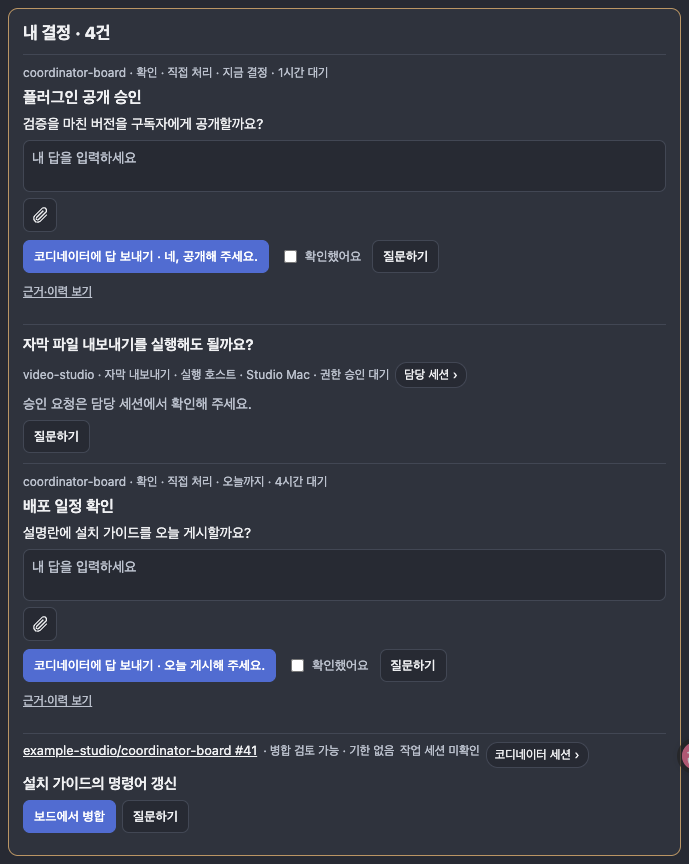 내 결정 · 4건
coordinator-board · 확인 · 직접 처리 · 지금 결정 · 1시간 대기
플러그인 공개 승인
검증을 마친 버전을 구독자에게 공개할까요?
내 답을 입력하세요
코디네이터에 답 보내기 · 네, 공개해 주세요. 확인했어요 질문하기
근거·이력 보기
자막 파일 내보내기를 실행해도 될까요?
video-studio · 자막 내보내기 · 실행 호스트 · Studio Mac · 권한 승인 대기 담당 세션 ›
승인 요청은 담당 세션에서 확인해 주세요.
질문하기
coordinator-board · 확인 · 직접 처리 · 오늘까지 · 4시간 대기
배포 일정 확인
설명란에 설치 가이드를 오늘 게시할까요?
내 답을 입력하세요
코디네이터에 답 보내기 · 오늘 게시해 주세요. 확인했어요 질문하기
근거·이력 보기
example-studio/coordinator-board #41 · 병합 검토 가능 · 기한 없음 작업 세션 미확인 코디네이터 세션 ›
설치 가이드의 명령어 갱신
보드에서 병합 질문하기